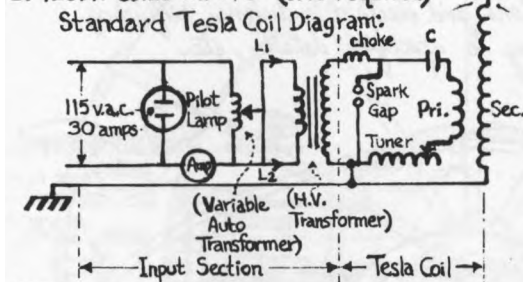 Standard Tesla Coil Diagram:
L1
choke
C
115 v.a.c.
30 amps.
Pilot
Lamp
Spark
Gap
Pri.
Sec.
Tuner
Amp
L2
(Variable
Auto
Transformer)
(H.V.
Transformer)
Input Section
Tesla Coil